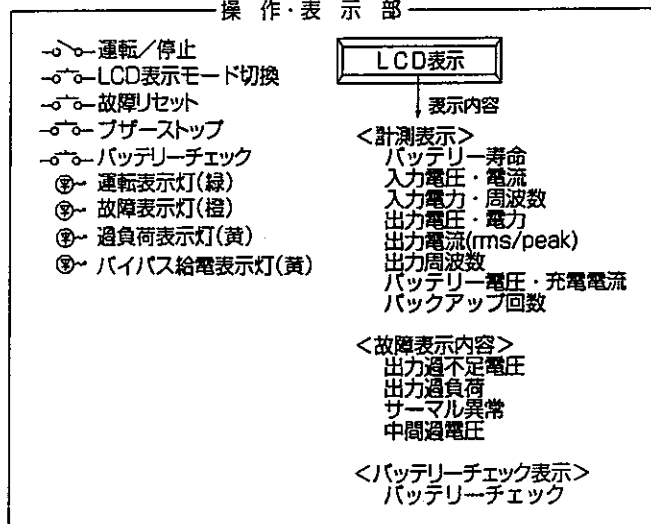 操作・表示部
運転／停止
LCD表示モード切換
故障リセット
ブザーストップ
バッテリーチェック
運転表示灯(緑)
故障表示灯(橙)
過負荷表示灯(黄)
バイパス給電表示灯(黄)
LCD表示
表示内容
＜計測表示＞
バッテリー寿命
入力電圧・電流
入力電力・周波数
出力電圧・電力
出力電流(rms/peak)
出力周波数
バッテリー電圧・充電電流
バックアップ回数
＜故障表示内容＞
出力過不足電圧
出力過負荷
サーマル異常
中間過電圧
＜バッテリーチェック表示＞
バッテリーチェック